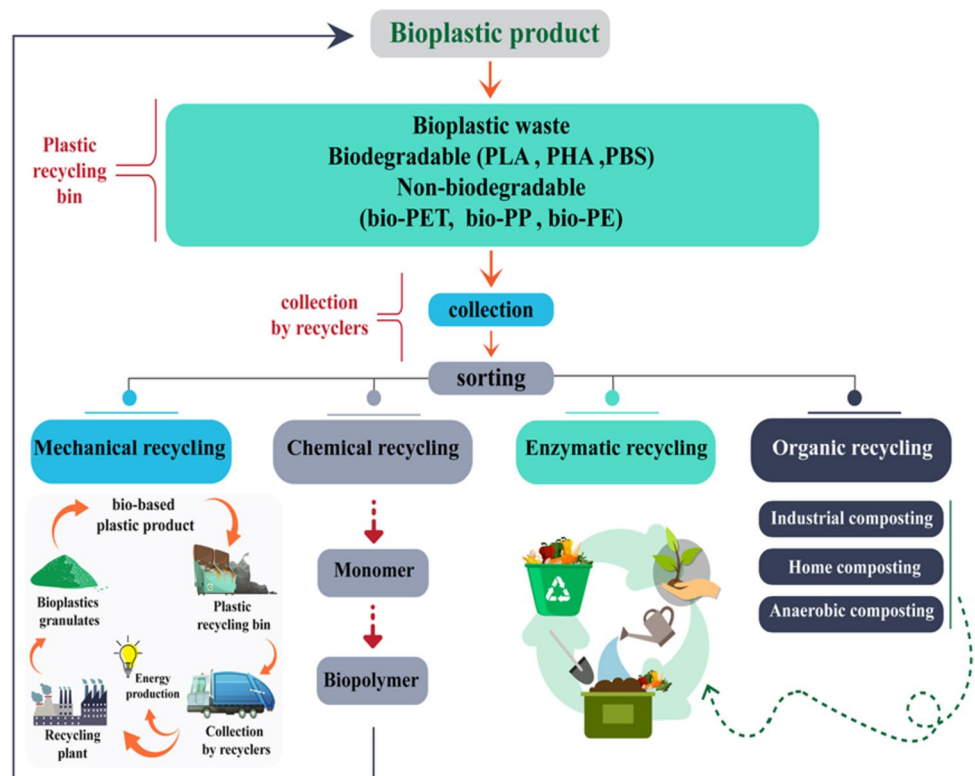 Bioplastic product
Plastic
recycling
bin
Bioplastic waste
Biodegradable (PLA , PHA ,PBS)
Non-biodegradable
(bio-PET, bio-PP , bio-PE)
collection
by recyclers
collection
sorting
Mechanical recycling
Chemical recycling
Enzymatic recycling
Organic recycling
bio-based
plastic product
Bioplastics
granulates
Plastic
recycling bin
Energy
production
Recycling
plant
Collection
by recyclers
Monomer
Biopolymer
Industrial composting
Home composting
Anaerobic composting